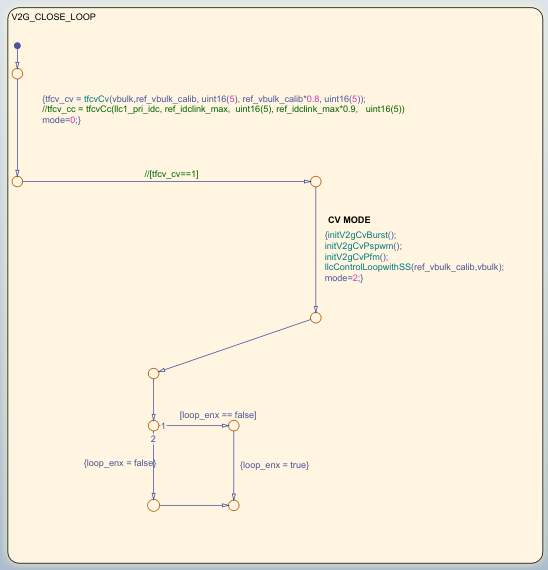 V2G_CLOSE_LOOP
{tfcv_cv = tfcvCv(vbulk,ref_vbulk_calib, uint16(5), ref_vbulk_calib*0.8, uint16(5));
//tfcv_cc = tfcvCc(llc1_pri_idc, ref_idclink_max, uint16(5), ref_idclink_max*0.9, uint16(5))
mode=0;}
//[tfcv_cv==1]
CV MODE
{initV2gCvBurst();
initV2gCvPspwm();
initV2gCvPfm();
llcControlLoopwithSS(ref_vbulk_calib,vbulk);
mode=2;}
[loop_enx == false]
1
2
{loop_enx = false}
{loop_enx = true}